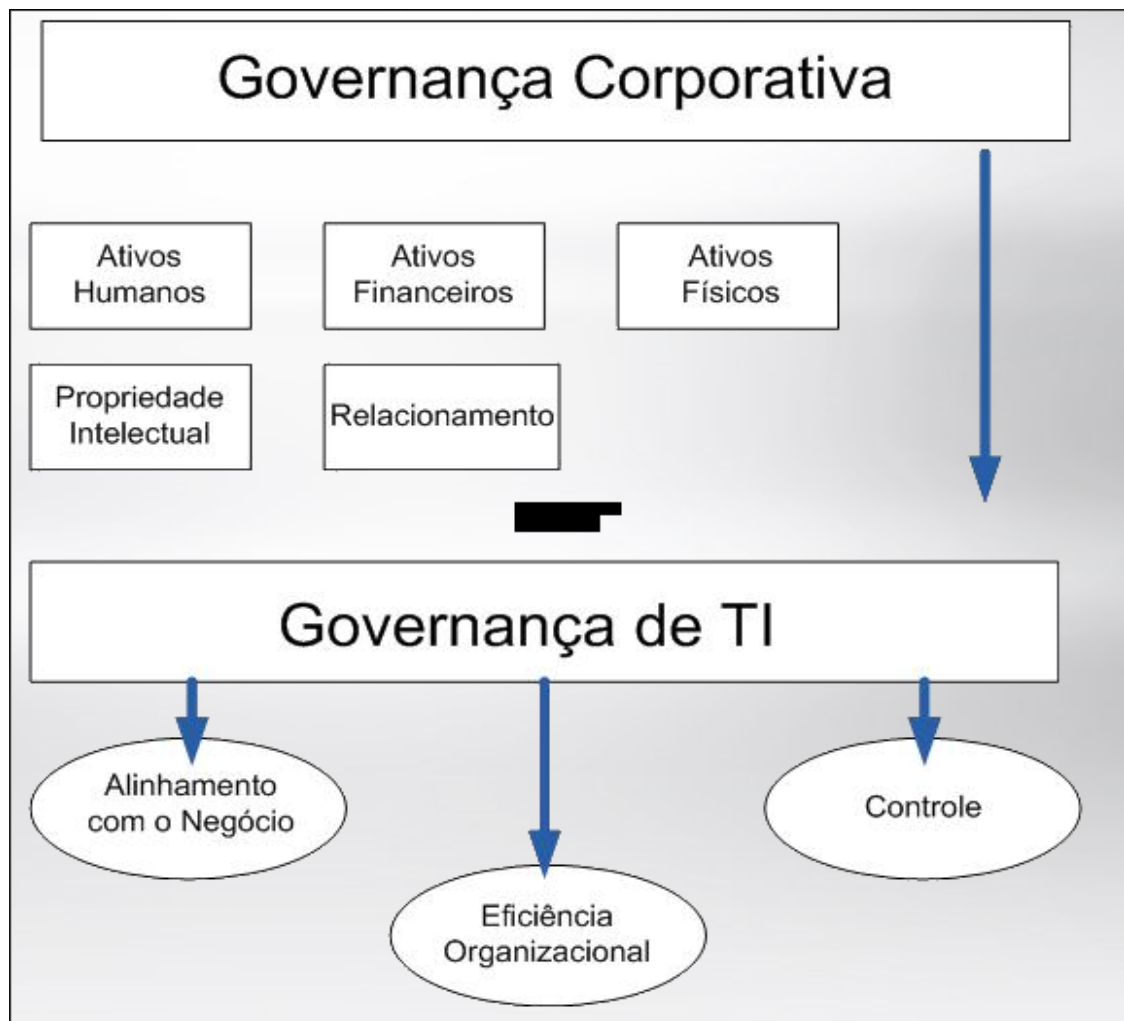 Governança Corporativa
Ativos
Humanos
Ativos
Financeiros
Ativos
Físicos
Propriedade
Intelectual
Relacionamento
Governança de TI
Alinhamento
com o Negócio
Controle
Eficiência
Organizacional